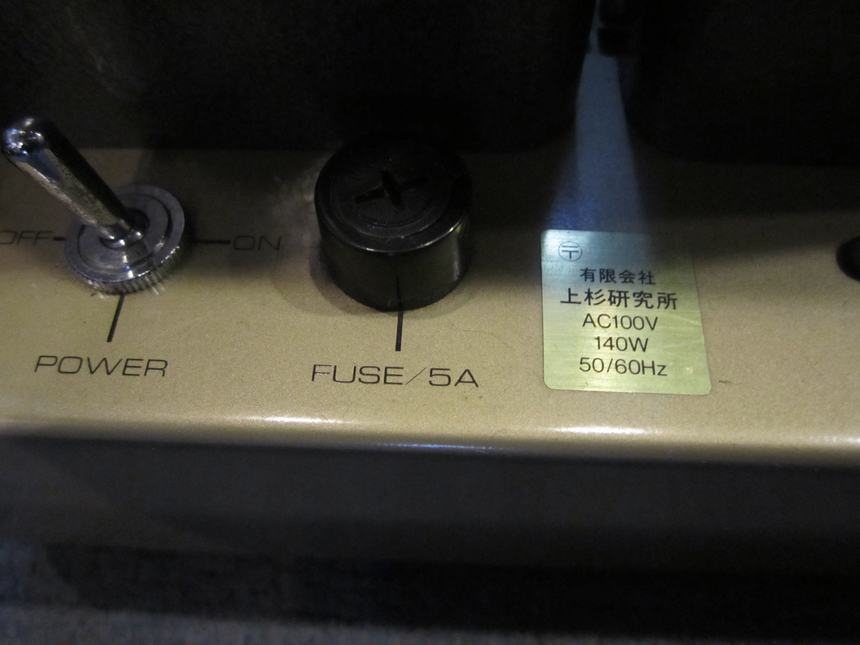 OFF
ON
POWER
FUSE/5A
〶
有限会社
上杉研究所
AC100V
140W
50/60Hz